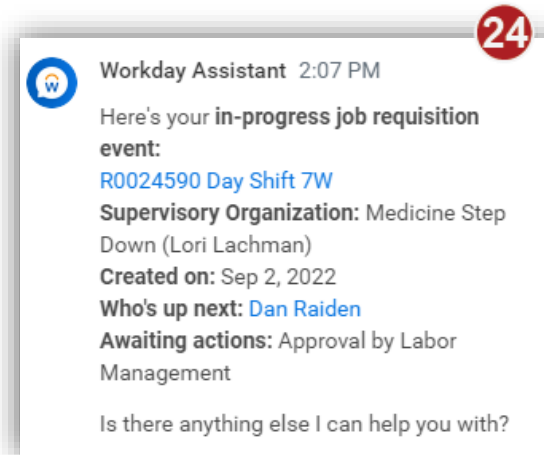 24
Workday Assistant 2:07 PM
Here's your in-progress job requisition
event:
R0024590 Day Shift 7W
Supervisory Organization: Medicine Step
Down (Lori Lachman)
Created on: Sep 2, 2022
Who's up next: Dan Raiden
Awaiting actions: Approval by Labor
Management
Is there anything else I can help you with?